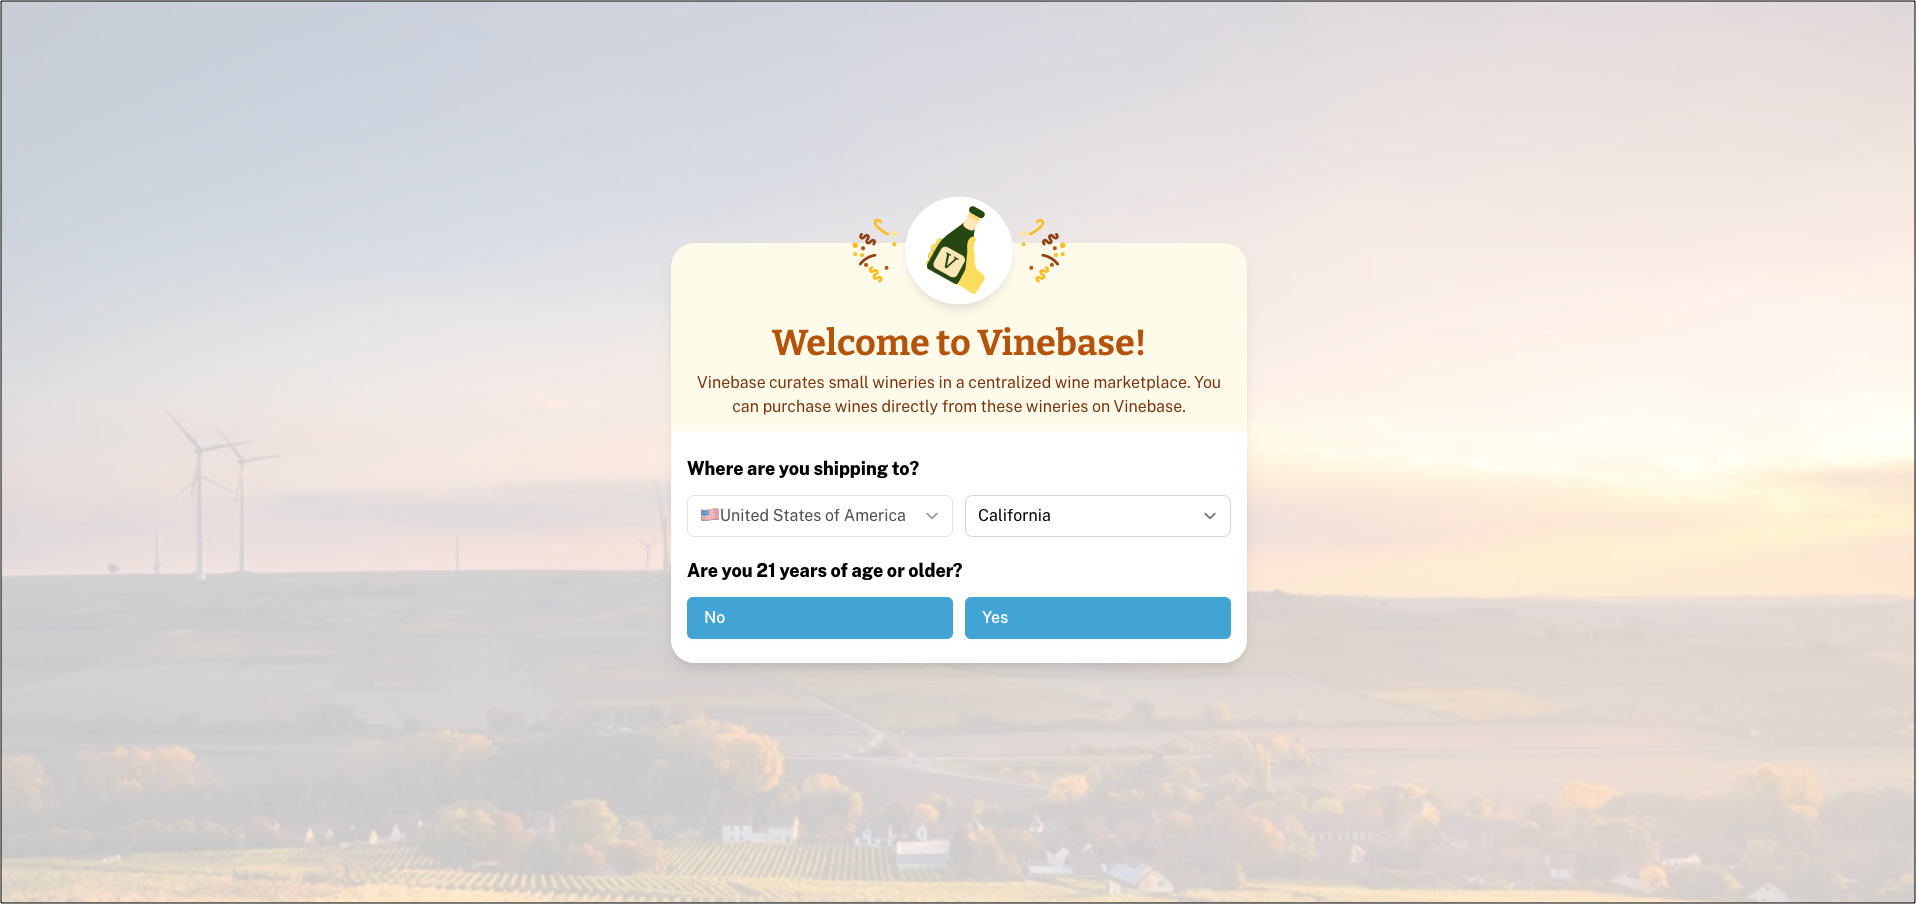 V
Welcome to Vinebase!
Vinebase curates small wineries in a centralized wine marketplace. You
can purchase wines directly from these wineries on Vinebase.
Where are you shipping to?
🇺🇸United States of America
California
Are you 21 years of age or older?
No
Yes